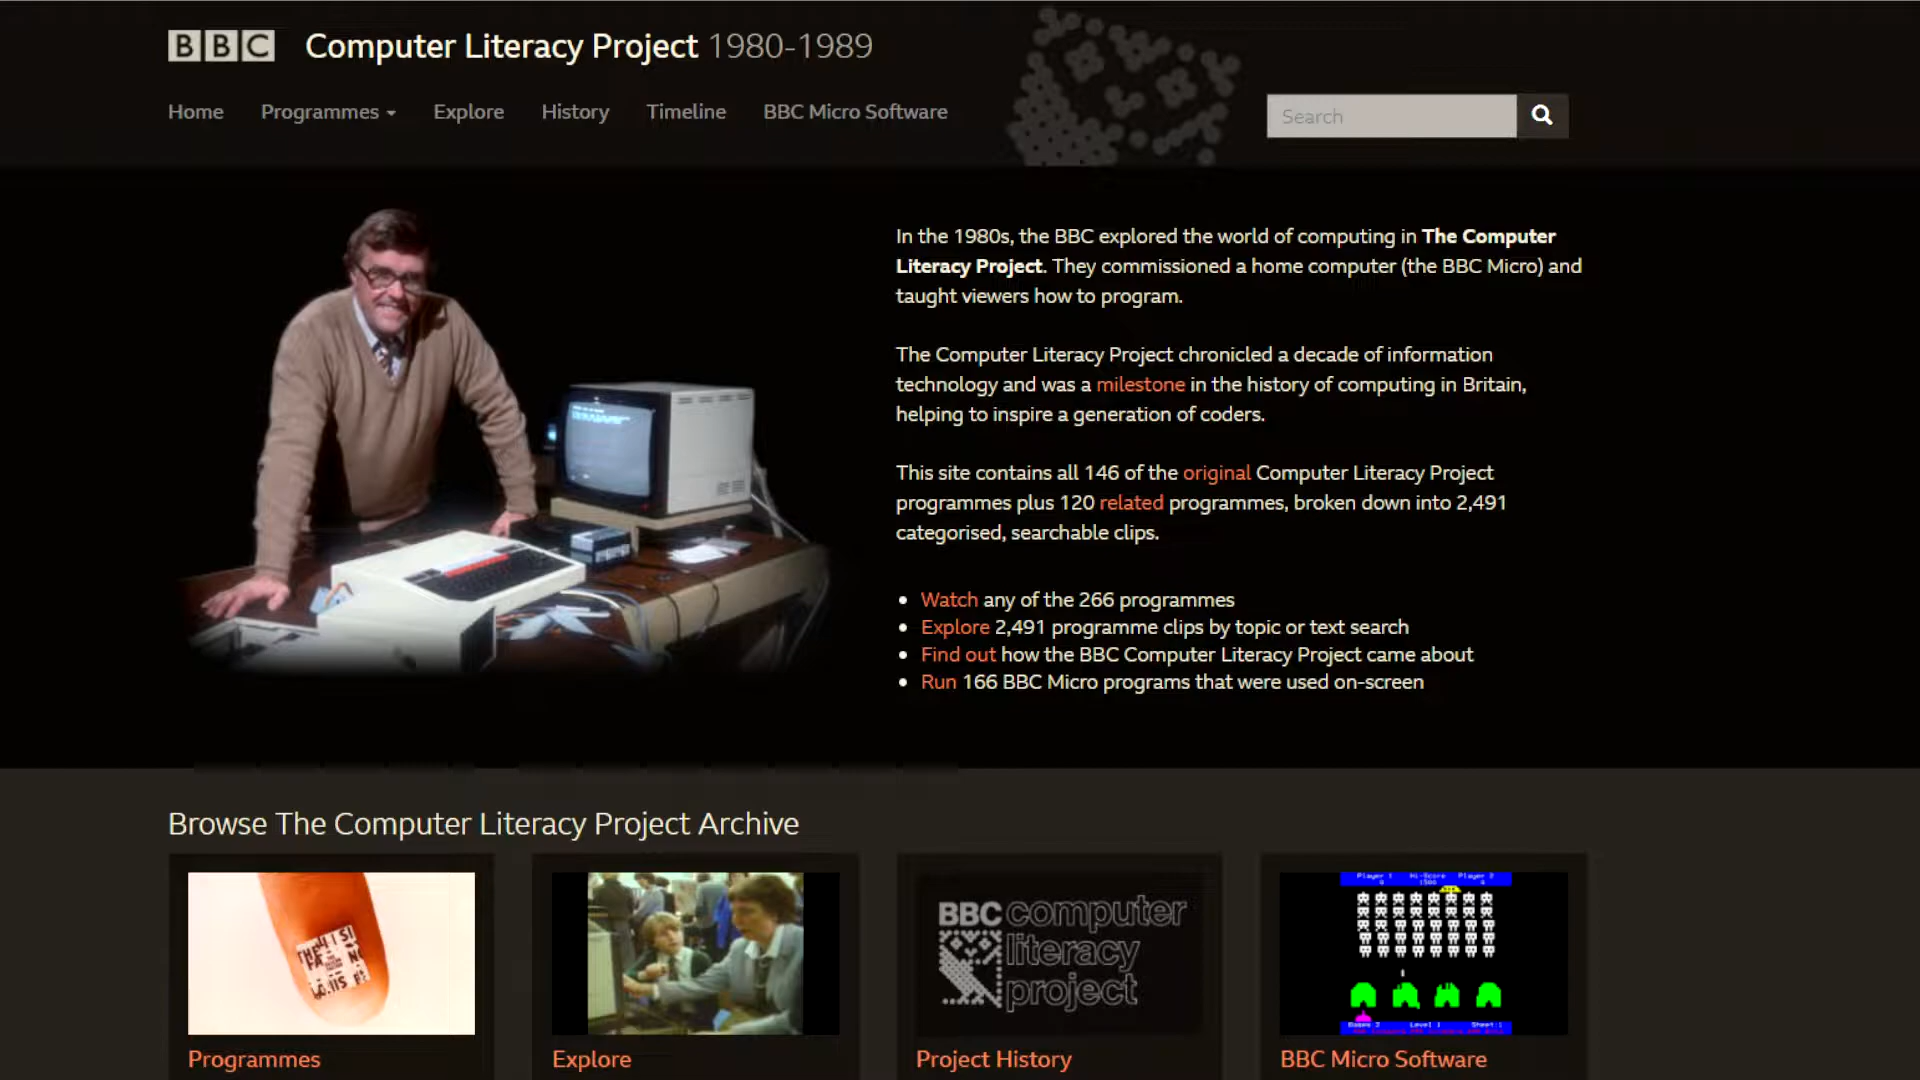 BBC Computer Literacy Project 1980-1989
Home Programmes Explore History Timeline BBC Micro Software
Search
In the 1980s, the BBC explored the world of computing in The Computer
Literacy Project. They commissioned a home computer (the BBC Micro) and
taught viewers how to program.
The Computer Literacy Project chronicled a decade of information
technology and was a milestone in the history of computing in Britain,
helping to inspire a generation of coders.
This site contains all 146 of the original Computer Literacy Project
programmes plus 120 related programmes, broken down into 2,491
categorised, searchable clips.
Watch any of the 266 programmes
Explore 2,491 programme clips by topic or text search
Find out how the BBC Computer Literacy Project came about
Run 166 BBC Micro programs that were used on-screen
Browse The Computer Literacy Project Archive
BBC computer
literacy
project
Player 1 Hi-Score Player 2
Programmes
Explore
Project History
BBC Micro Software